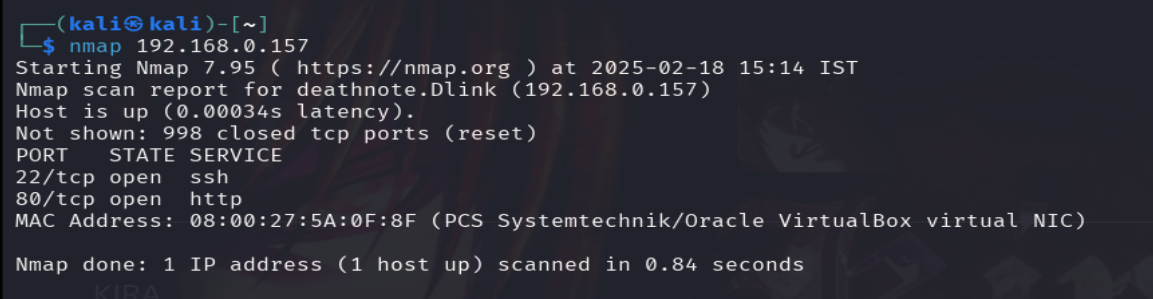 ┌──(kali㉿kali)-[~]
└─$ nmap 192.168.0.157
Starting Nmap 7.95 ( https://nmap.org ) at 2025-02-18 15:14 IST
Nmap scan report for deathnote.Dlink (192.168.0.157)
Host is up (0.00034s latency).
Not shown: 998 closed tcp ports (reset)
PORT   STATE SERVICE
22/tcp open  ssh
80/tcp open  http
MAC Address: 08:00:27:5A:0F:8F (PCS Systemtechnik/Oracle VirtualBox virtual NIC)
Nmap done: 1 IP address (1 host up) scanned in 0.84 seconds
KIRA